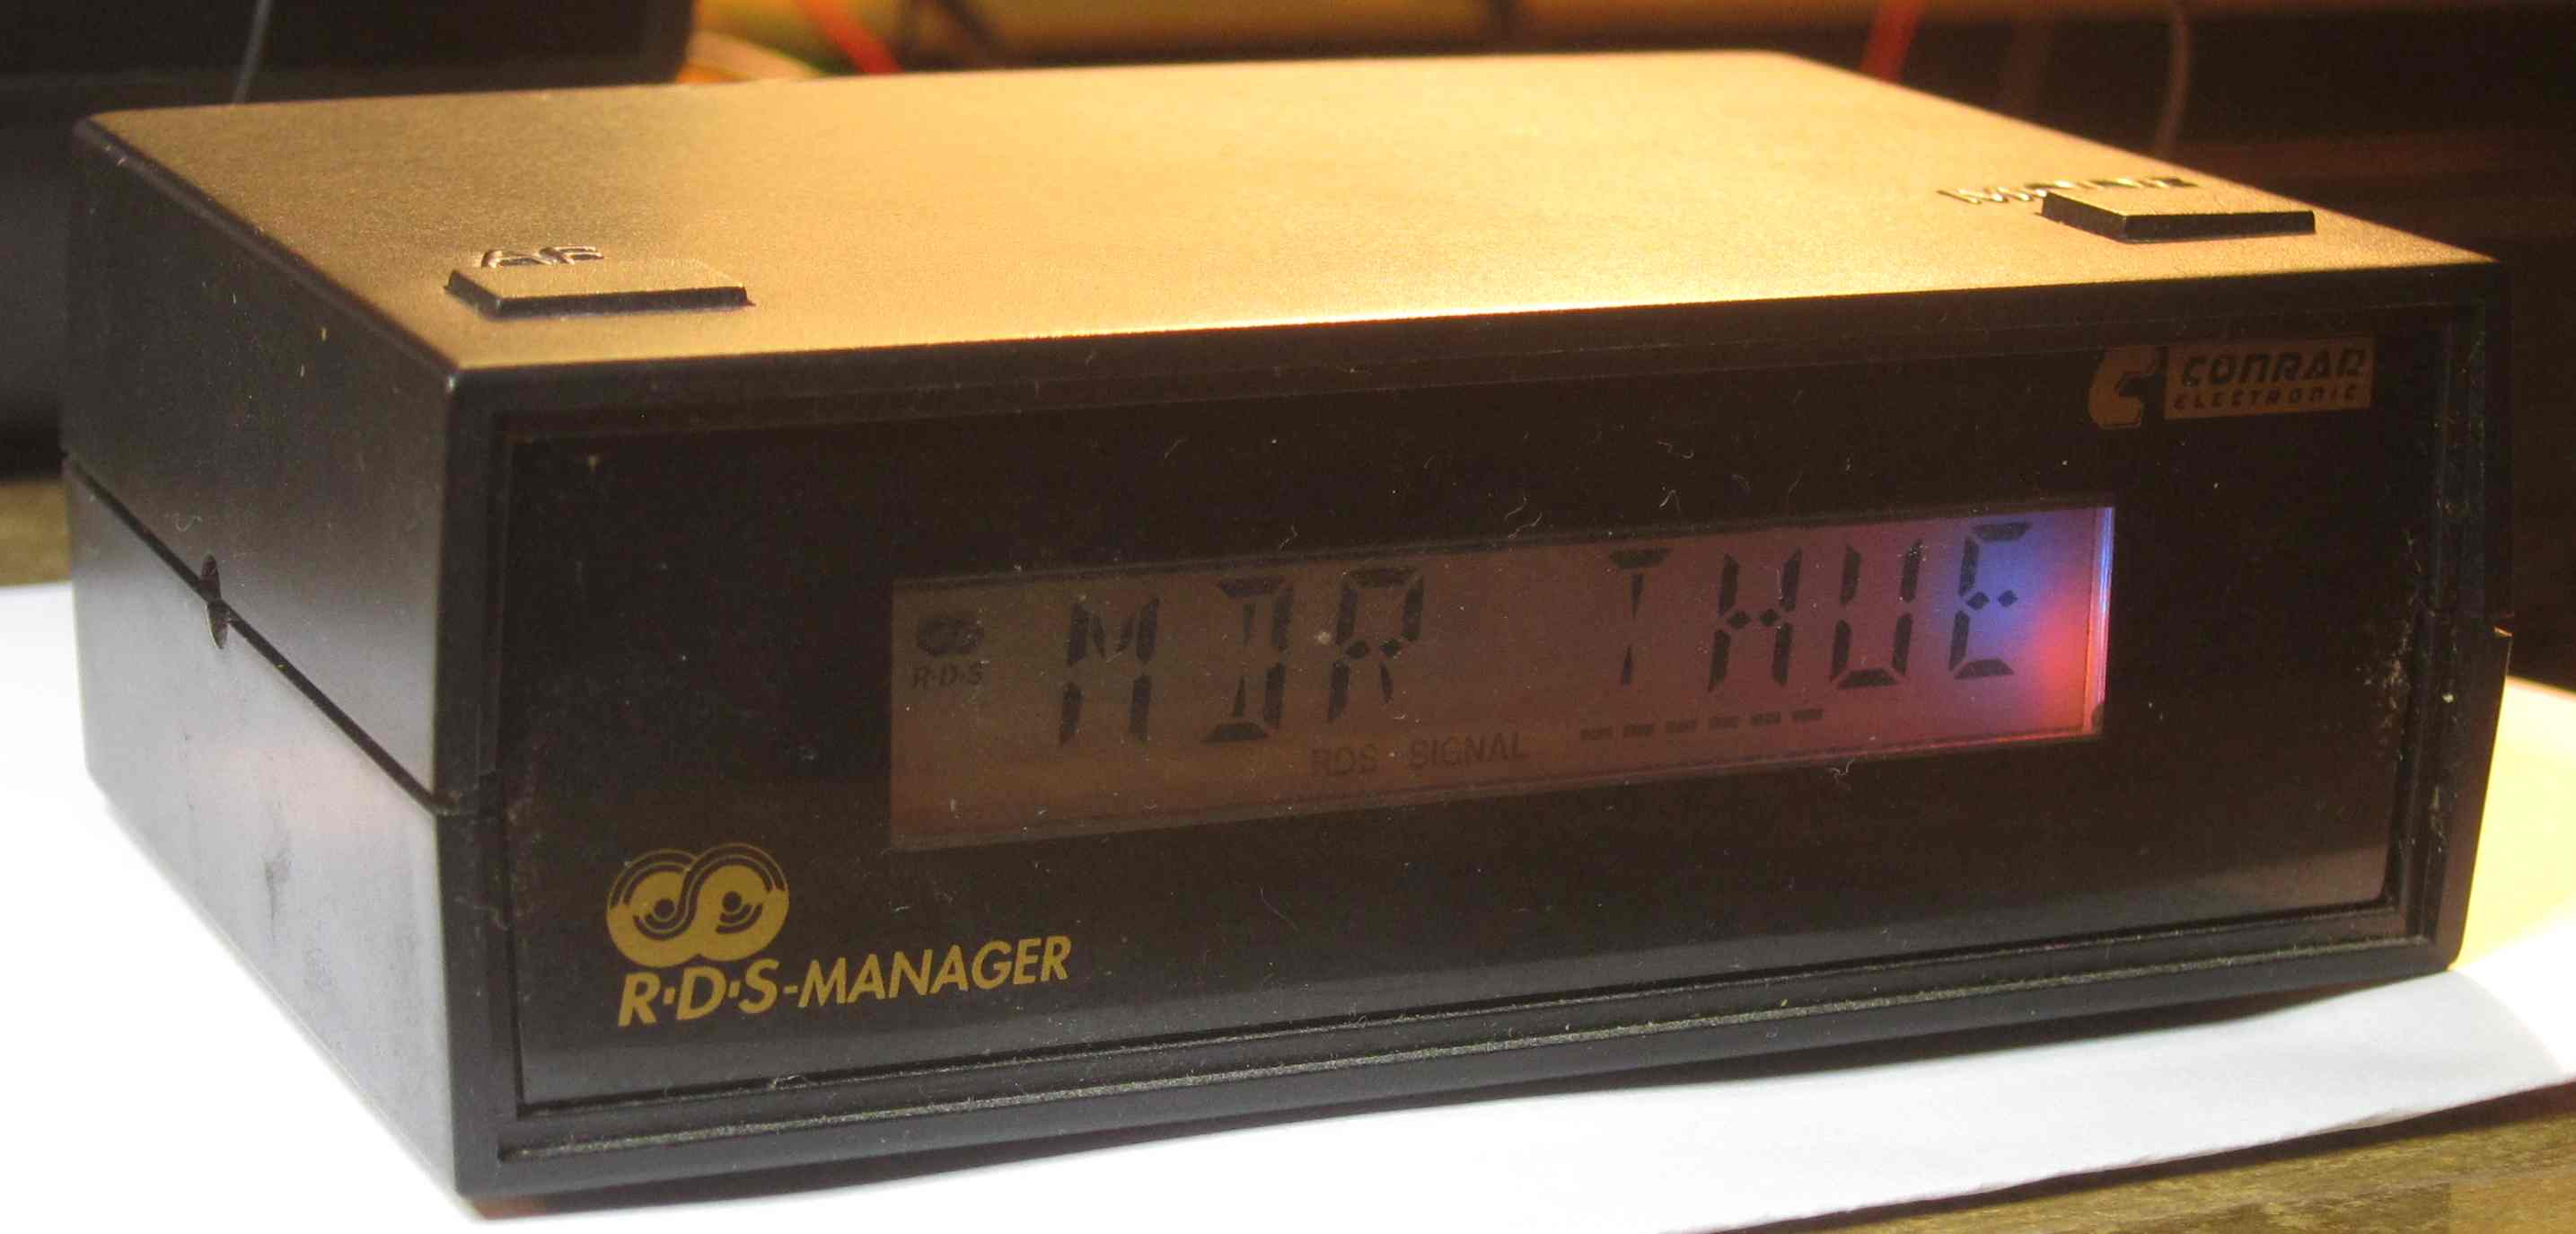 AF
CONRAD
ELECTRONIC
R·D·S
MDR THUE
RDS - SIGNAL
R·D·S-MANAGER